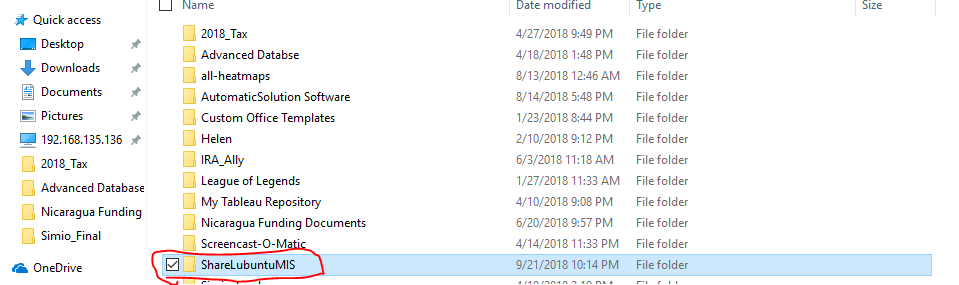 Name Date modified Type Size
Quick access
Desktop
Downloads
Documents
Pictures
192.168.135.136
2018_Tax
Advanced Database
Nicaragua Funding
Simio_Final
OneDrive
2018_Tax 4/27/2018 9:49 PM File folder
Advanced Databse 4/18/2018 1:48 PM File folder
all-heatmaps 8/13/2018 12:46 AM File folder
AutomaticSolution Software 8/14/2018 5:48 PM File folder
Custom Office Templates 1/23/2018 8:44 PM File folder
Helen 2/10/2018 9:12 PM File folder
IRA_Ally 6/3/2018 11:18 AM File folder
League of Legends 1/27/2018 11:33 AM File folder
My Tableau Repository 4/10/2018 9:08 PM File folder
Nicaragua Funding Documents 6/20/2018 9:57 PM File folder
Screencast-O-Matic 4/14/2018 11:33 PM File folder
ShareLubuntuMIS 9/21/2018 10:14 PM File folder